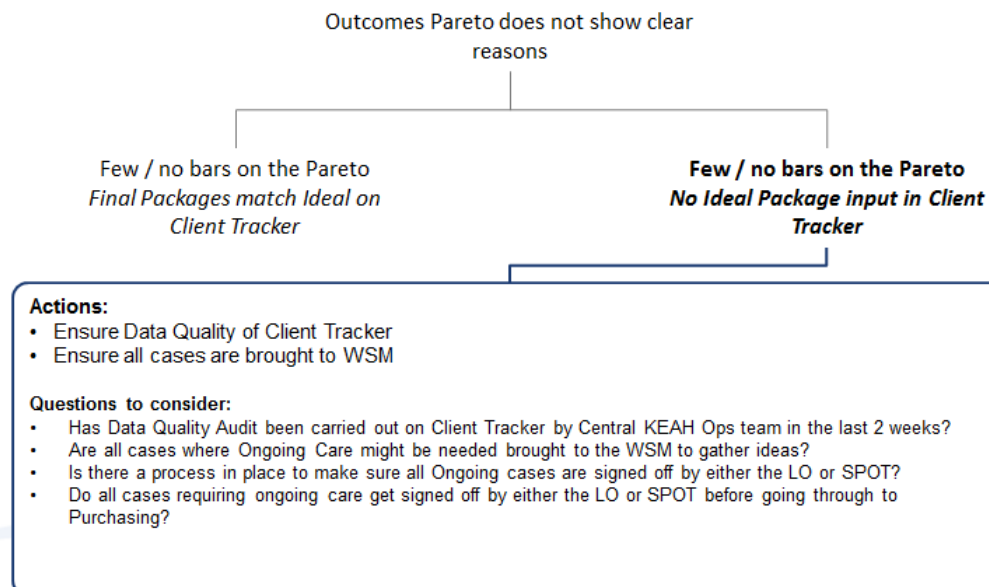 Outcomes Pareto does not show clear
reasons
Few / no bars on the Pareto
Final Packages match Ideal on
Client Tracker
Few / no bars on the Pareto
No Ideal Package input in Client
Tracker
Actions:
• Ensure Data Quality of Client Tracker
• Ensure all cases are brought to WSM
Questions to consider:
• Has Data Quality Audit been carried out on Client Tracker by Central KEAH Ops team in the last 2 weeks?
• Are all cases where Ongoing Care might be needed brought to the WSM to gather ideas?
• Is there a process in place to make sure all Ongoing cases are signed off by either the LO or SPOT?
• Do all cases requiring ongoing care get signed off by either the LO or SPOT before going through to
Purchasing?